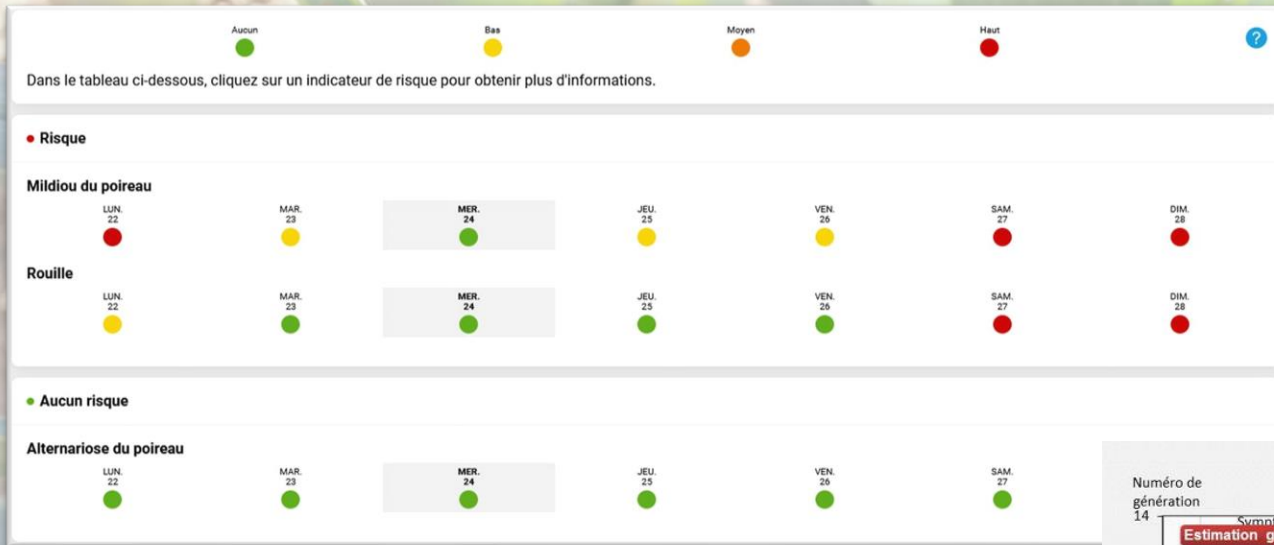 Aucun Bas Moyen Haut
?
Dans le tableau ci-dessous, cliquez sur un indicateur de risque pour obtenir plus d'informations.
Risque
Mildiou du poireau
LUN. MAR. MER. JEU. VEN. SAM. DIM.
22 23 24 25 26 27 28
Rouille
LUN. MAR. MER. JEU. VEN. SAM. DIM.
22 23 24 25 26 27 28
Aucun risque
Alternariose du poireau
LUN. MAR. MER. JEU. VEN. SAM.
22 23 24 25 26 27
Numéro de
génération
14
Estimation